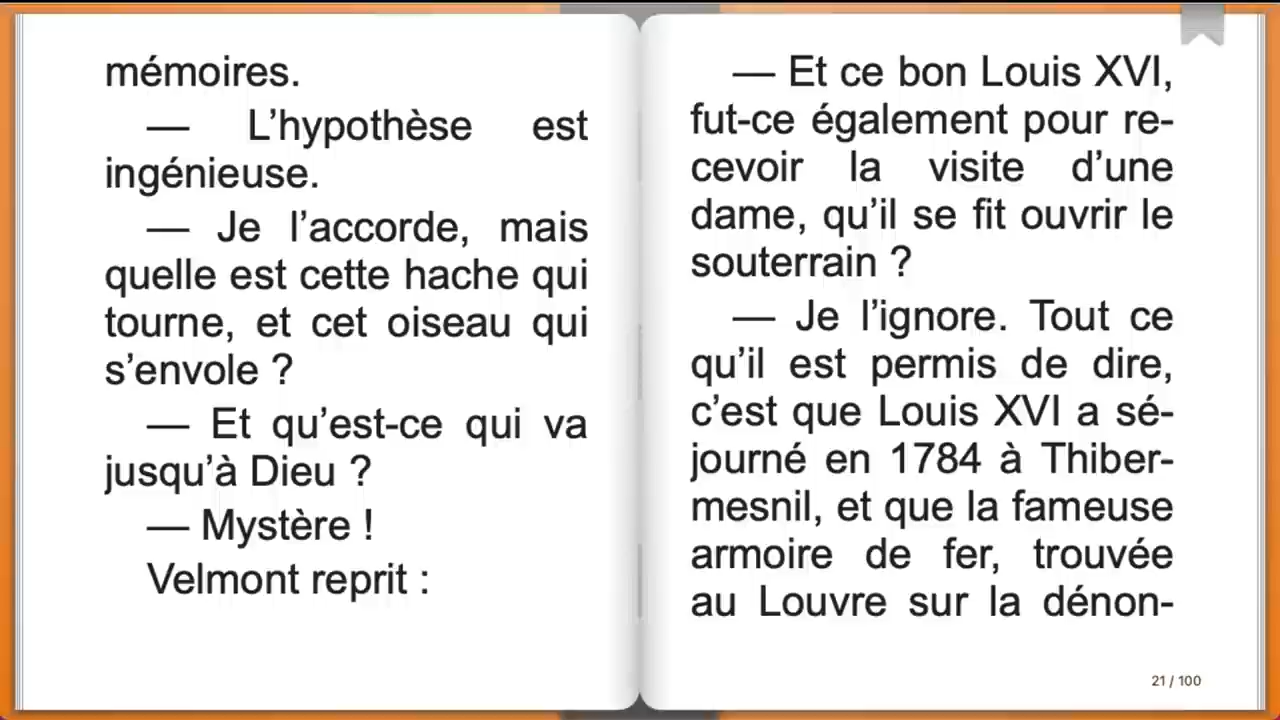 mémoires.
— L’hypothèse est
ingénieuse.
— Je l’accorde, mais
quelle est cette hache qui
tourne, et cet oiseau qui
s’envole ?
— Et qu’est-ce qui va
jusqu’à Dieu ?
— Mystère !
Velmont reprit :
— Et ce bon Louis XVI,
fut-ce également pour re-
cevoir la visite d’une
dame, qu’il se fit ouvrir le
souterrain ?
— Je l’ignore. Tout ce
qu’il est permis de dire,
c’est que Louis XVI a sé-
journé en 1784 à Thiber-
mesnil, et que la fameuse
armoire de fer, trouvée
au Louvre sur la dénon-
21 / 100